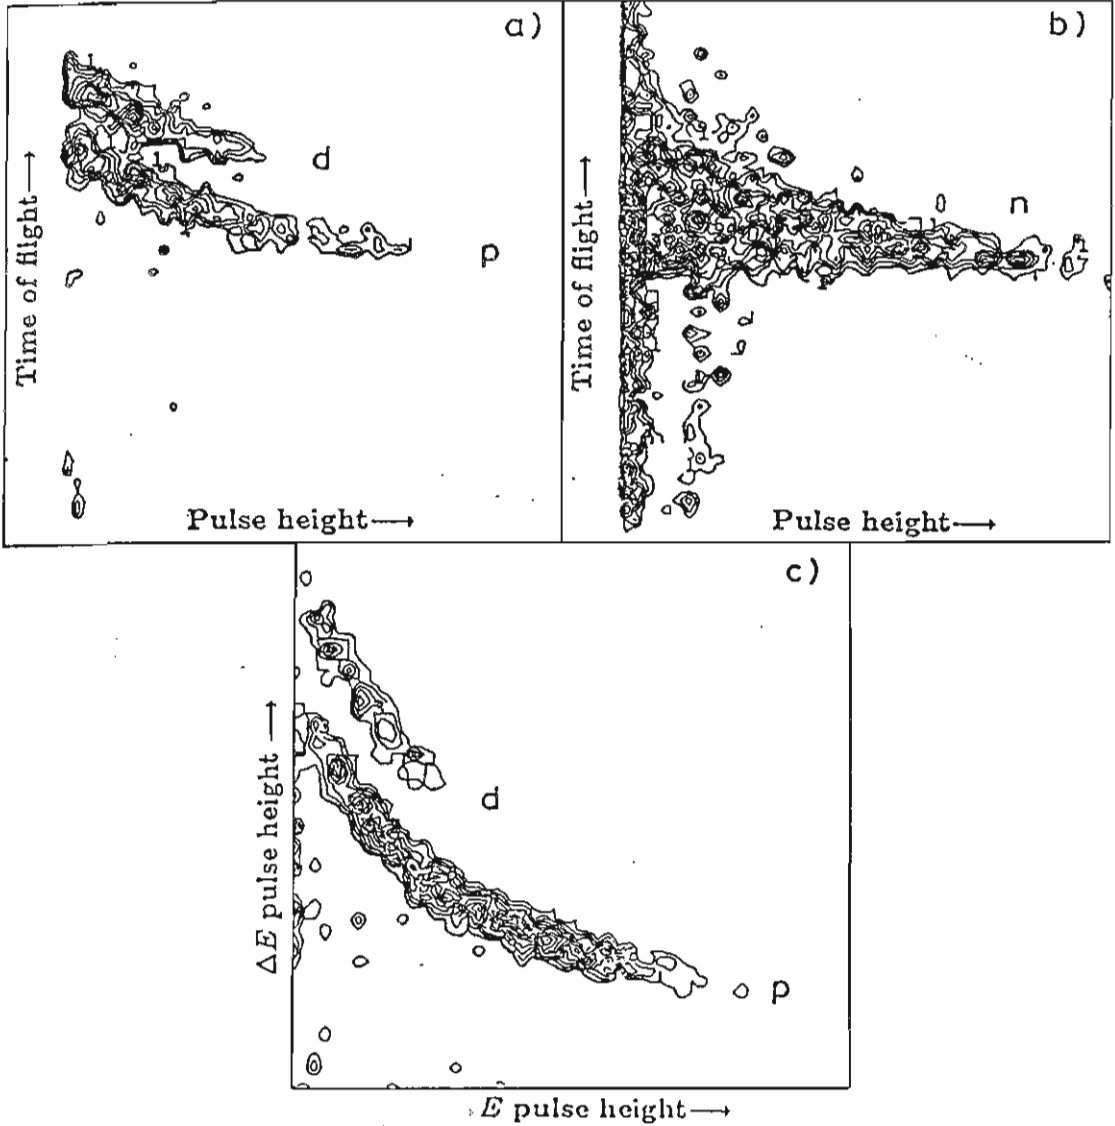 a)
d
p
Time of flight
Pulse height
b)
n
Time of flight
Pulse height
c)
d
p
ΔE pulse height
E pulse height